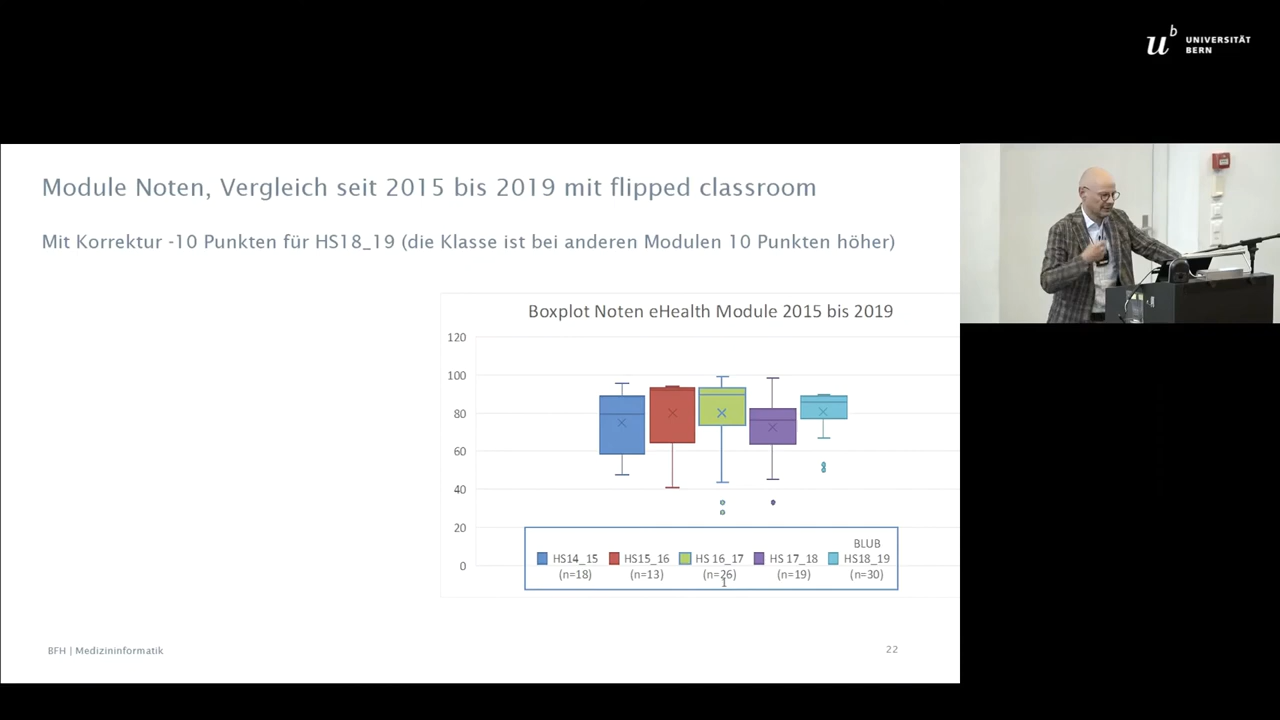 u
b
UNIVERSITÄT
BERN
Module Noten, Vergleich seit 2015 bis 2019 mit flipped classroom
Mit Korrektur -10 Punkten für HS18_19 (die Klasse ist bei anderen Modulen 10 Punkten höher)
Boxplot Noten eHealth Module 2015 bis 2019
120
100
80
60
40
20
0
BLUB
HS14_15 HS15_16 HS 16_17 HS 17_18 HS18_19
(n=18) (n=13) (n=26) (n=19) (n=30)
1
BFH | Medizininformatik
22